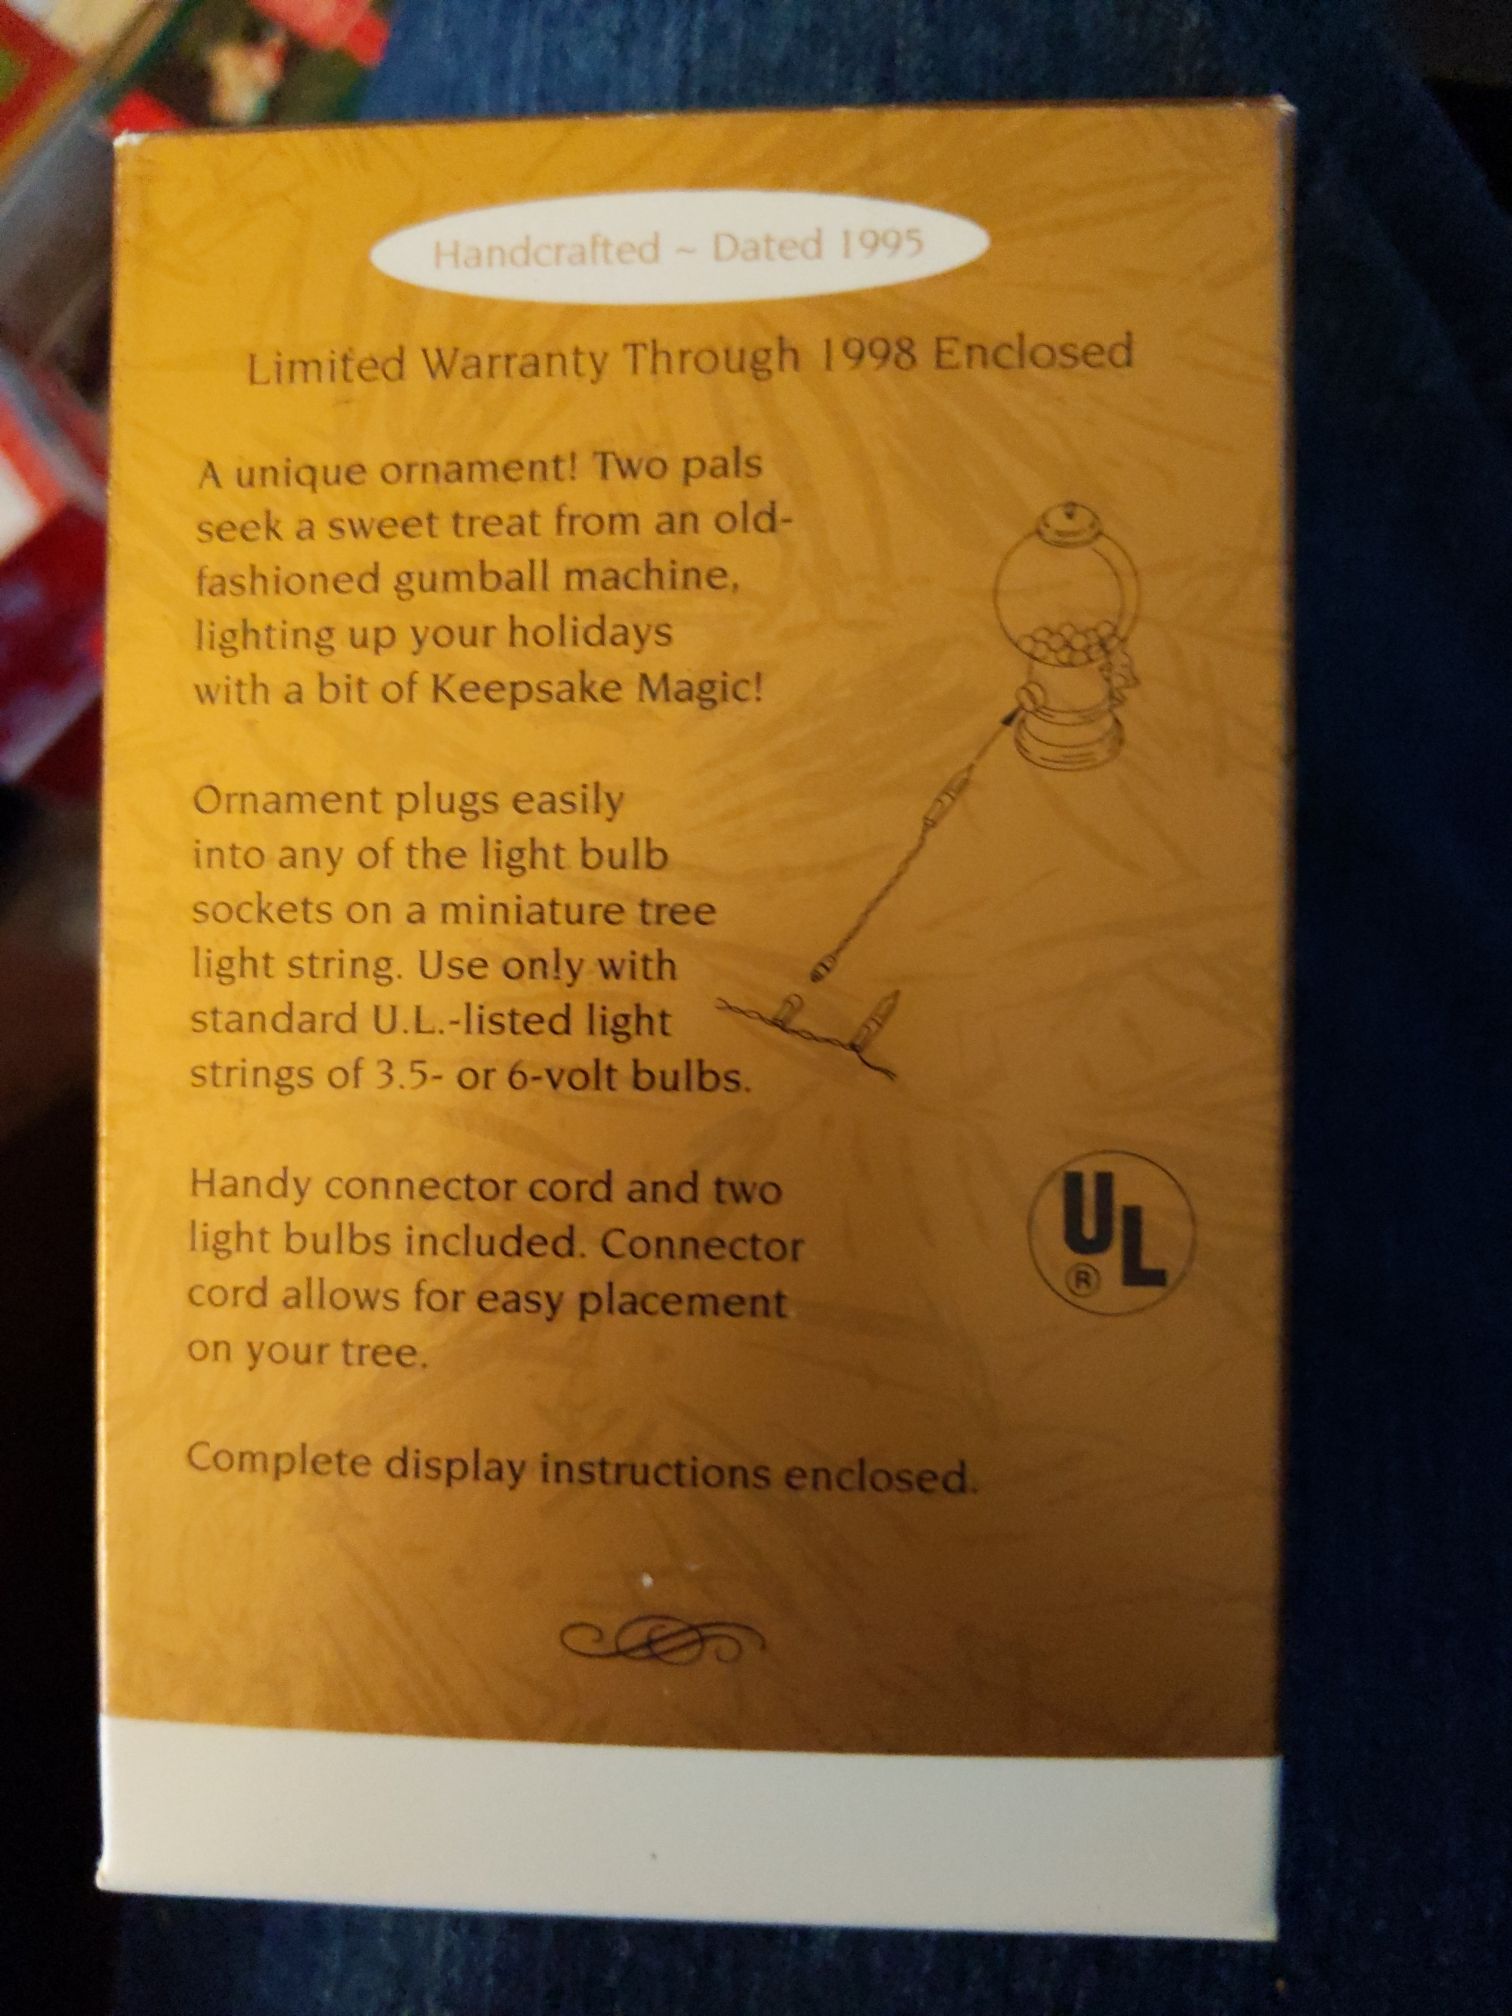 Handcrafted ~ Dated 1995
Limited Warranty Through 1998 Enclosed
A unique ornament! Two pals
seek a sweet treat from an old-
fashioned gumball machine,
lighting up your holidays
with a bit of Keepsake Magic!
Ornament plugs easily
into any of the light bulb
sockets on a miniature tree
light string. Use only with
standard U.L.-listed light
strings of 3.5- or 6-volt bulbs.
Handy connector cord and two
light bulbs included. Connector
cord allows for easy placement
on your tree.
UL
®
Complete display instructions enclosed.